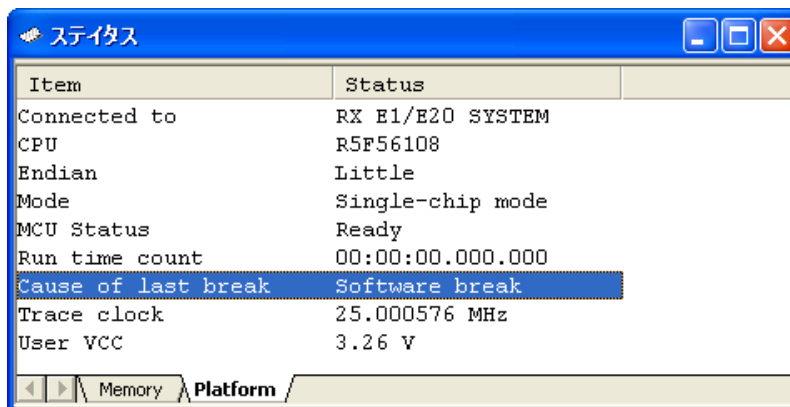 ステイタス
Item Status
Connected to RX E1/E20 SYSTEM
CPU R5F56108
Endian Little
Mode Single-chip mode
MCU Status Ready
Run time count 00:00:00.000.000
Cause of last break Software break
Trace clock 25.000576 MHz
User VCC 3.26 V
Memory Platform